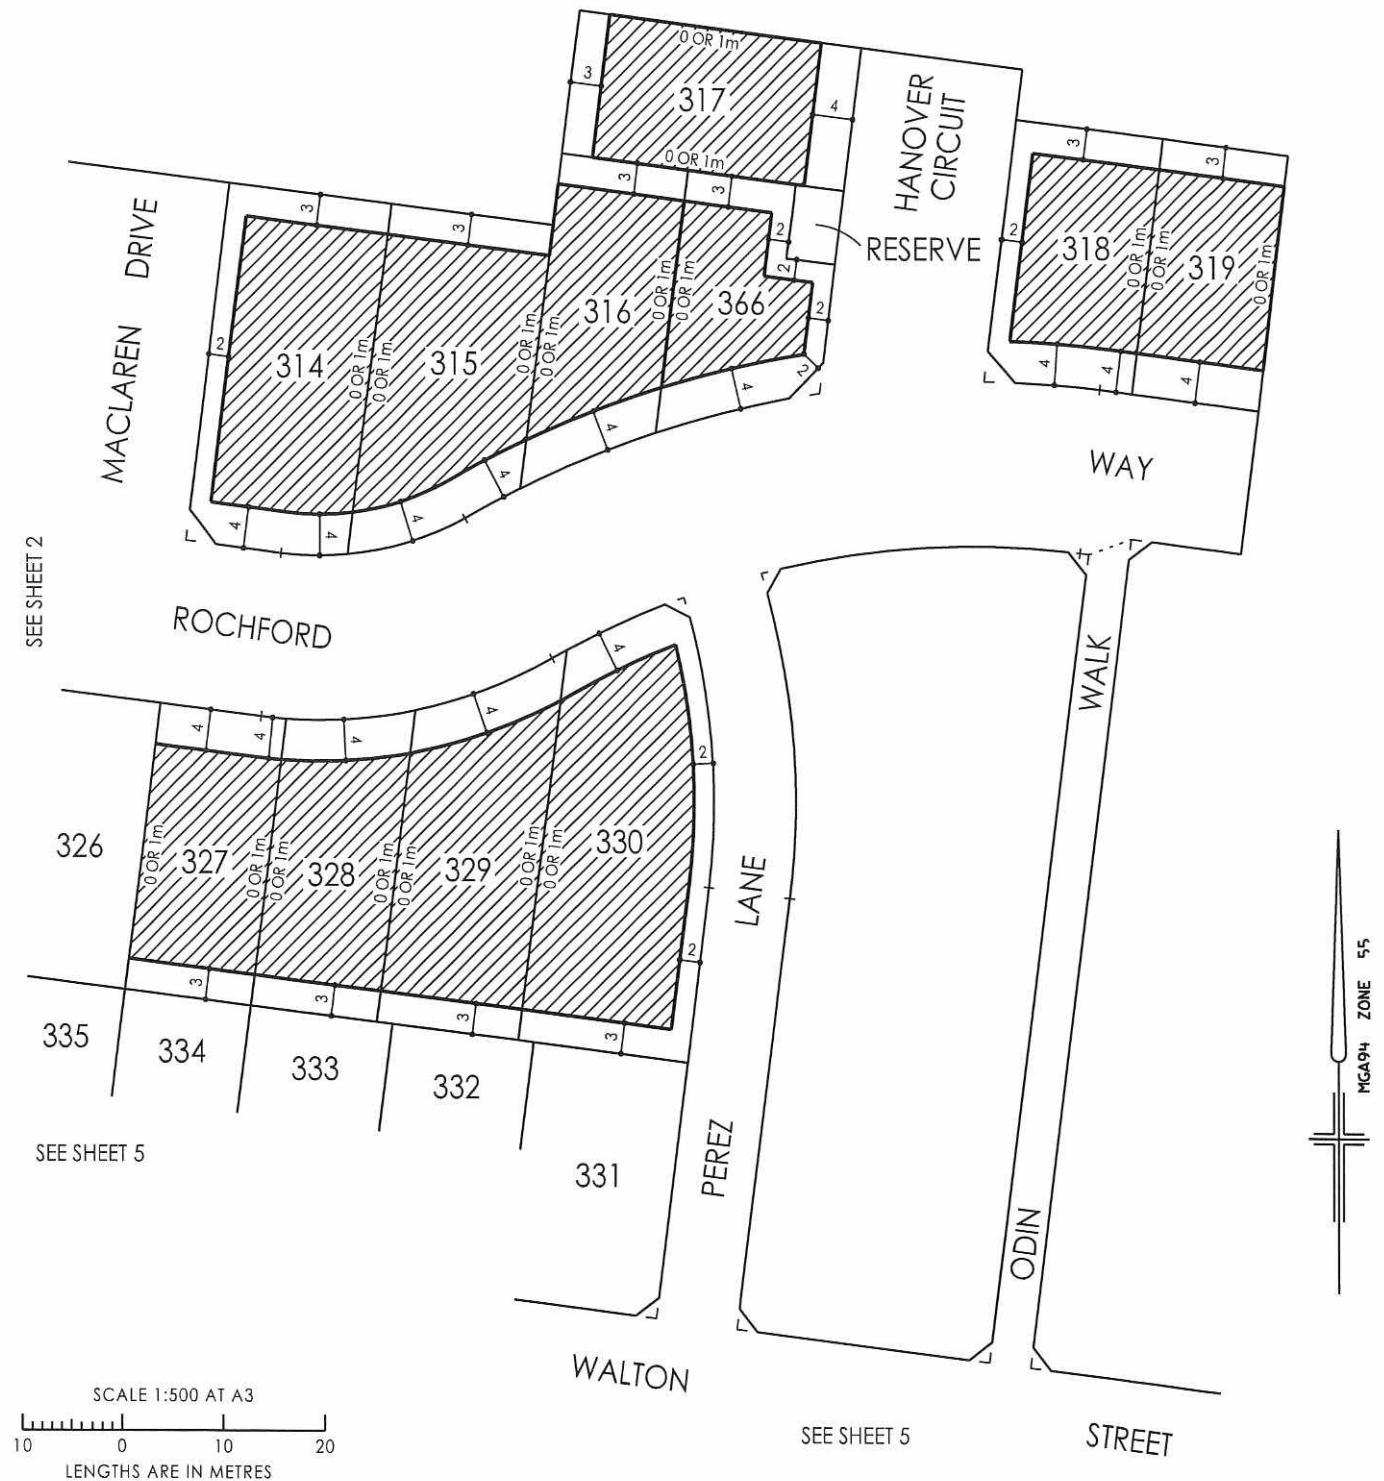 0 OR 1m
3
317
4
0 OR 1m
HANOVER
CIRCUIT
3
3
MACLAREN DRIVE
3
3
3
3
RESERVE
2
2
2
2
2
2
4
314
0 OR 1m
0 OR 1m
315
0 OR 1m
0 OR 1m
316
0 OR 1m
0 OR 1m
366
2
318
0 OR 1m
0 OR 1m
319
0 OR 1m
4
4
4
4
4
4
4
4
WAY
SEE SHEET 2
ROCHFORD
4
4
4
4
4
WALK
2
326
0 OR 1m
327
0 OR 1m
0 OR 1m
328
0 OR 1m
0 OR 1m
329
0 OR 1m
0 OR 1m
330
LANE
2
3
3
3
3
335
334
333
332
331
MGA94 ZONE 55
SEE SHEET 5
PEREZ
ODIN
WALTON
SCALE 1:500 AT A3
10 0 10 20
LENGTHS ARE IN METRES
SEE SHEET 5
STREET